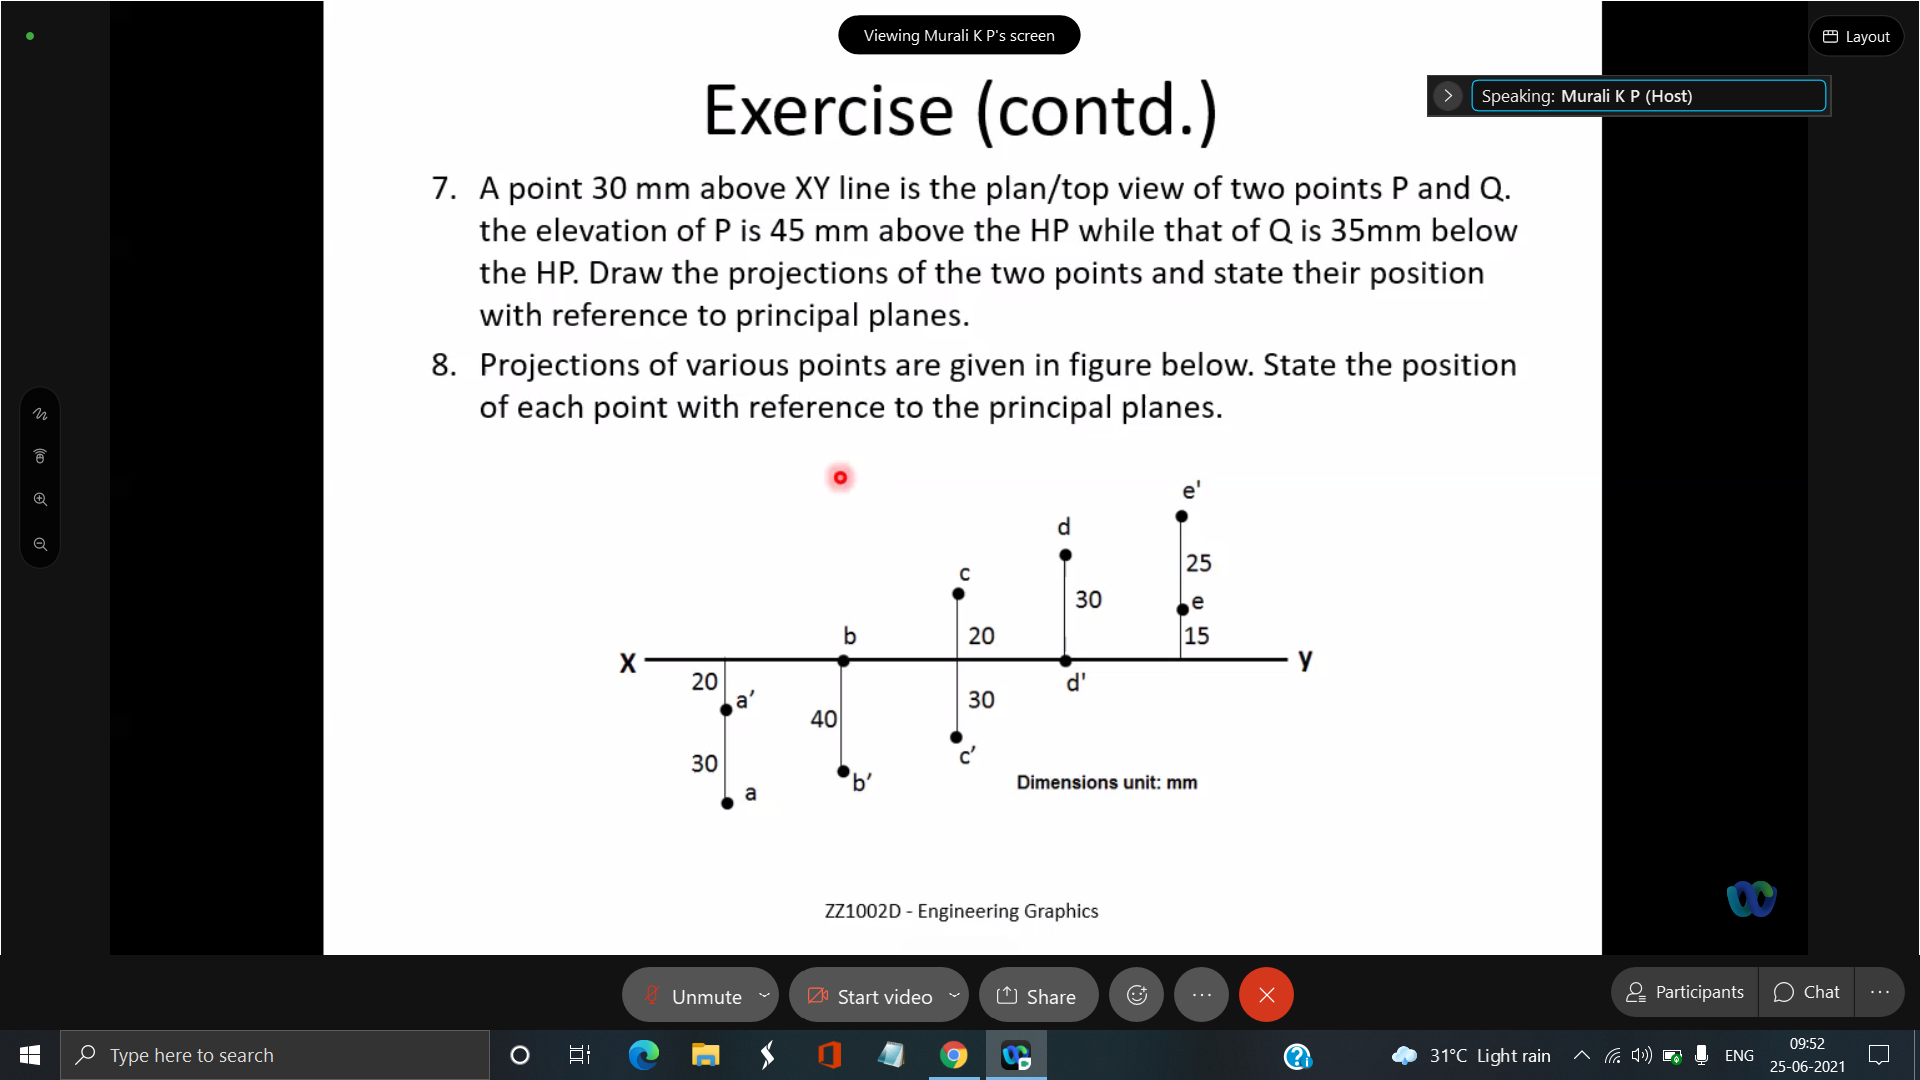 Viewing Murali K P's screen
Layout
Speaking: Murali K P (Host)
Exercise (contd.)
7. A point 30 mm above XY line is the plan/top view of two points P and Q.
the elevation of P is 45 mm above the HP while that of Q is 35mm below
the HP. Draw the projections of the two points and state their position
with reference to principal planes.
8. Projections of various points are given in figure below. State the position
of each point with reference to the principal planes.
e'
d
25
c
30
e
b
20
15
X
y
20
a′
d'
30
40
c′
30
b′
a
Dimensions unit: mm
ZZ1002D - Engineering Graphics
Unmute
Start video
Share
Participants
Chat
Type here to search
31°C Light rain
ENG
09:52
25-06-2021